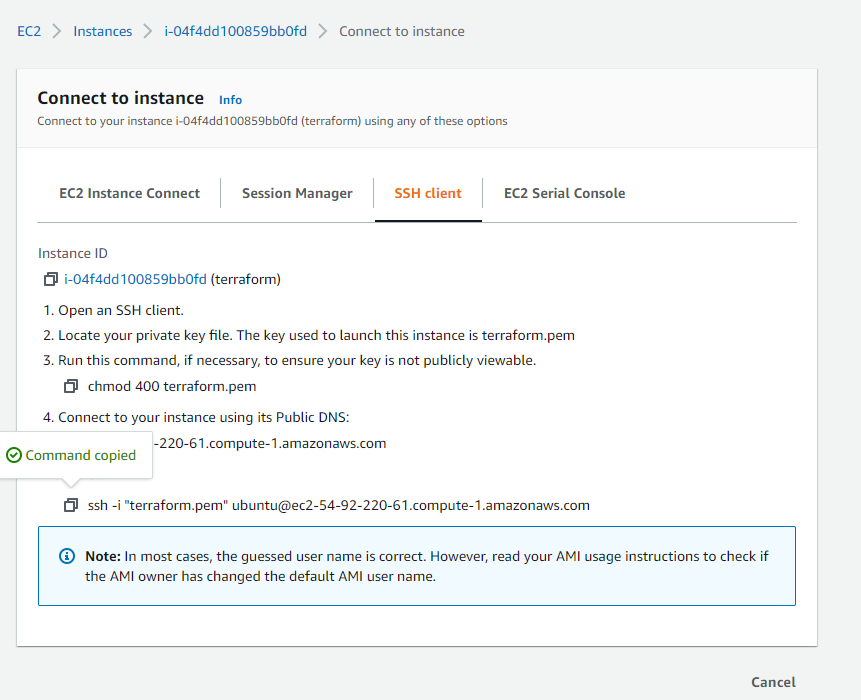 EC2 > Instances > i-04f4dd100859bb0fd > Connect to instance
Connect to instance Info
Connect to your instance i-04f4dd100859bb0fd (terraform) using any of these options
EC2 Instance Connect Session Manager SSH client EC2 Serial Console
Instance ID
i-04f4dd100859bb0fd (terraform)
1. Open an SSH client.
2. Locate your private key file. The key used to launch this instance is terraform.pem
3. Run this command, if necessary, to ensure your key is not publicly viewable.
chmod 400 terraform.pem
4. Connect to your instance using its Public DNS:
-220-61.compute-1.amazonaws.com
Command copied
ssh -i "terraform.pem" ubuntu@ec2-54-92-220-61.compute-1.amazonaws.com
Note: In most cases, the guessed user name is correct. However, read your AMI usage instructions to check if
the AMI owner has changed the default AMI user name.
Cancel